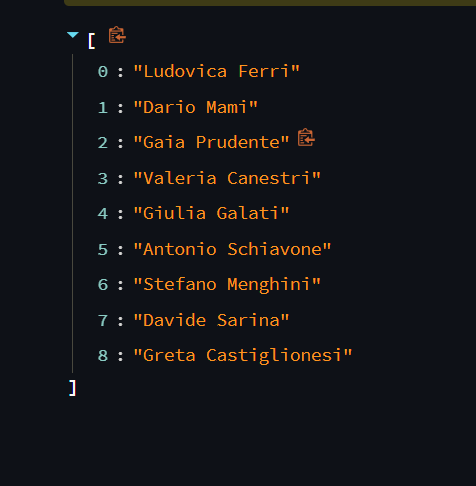 [
0 : "Ludovica Ferri"
1 : "Dario Mami"
2 : "Gaia Prudente"
3 : "Valeria Canestri"
4 : "Giulia Galati"
5 : "Antonio Schiavone"
6 : "Stefano Menghini"
7 : "Davide Sarina"
8 : "Greta Castiglionesi"
]